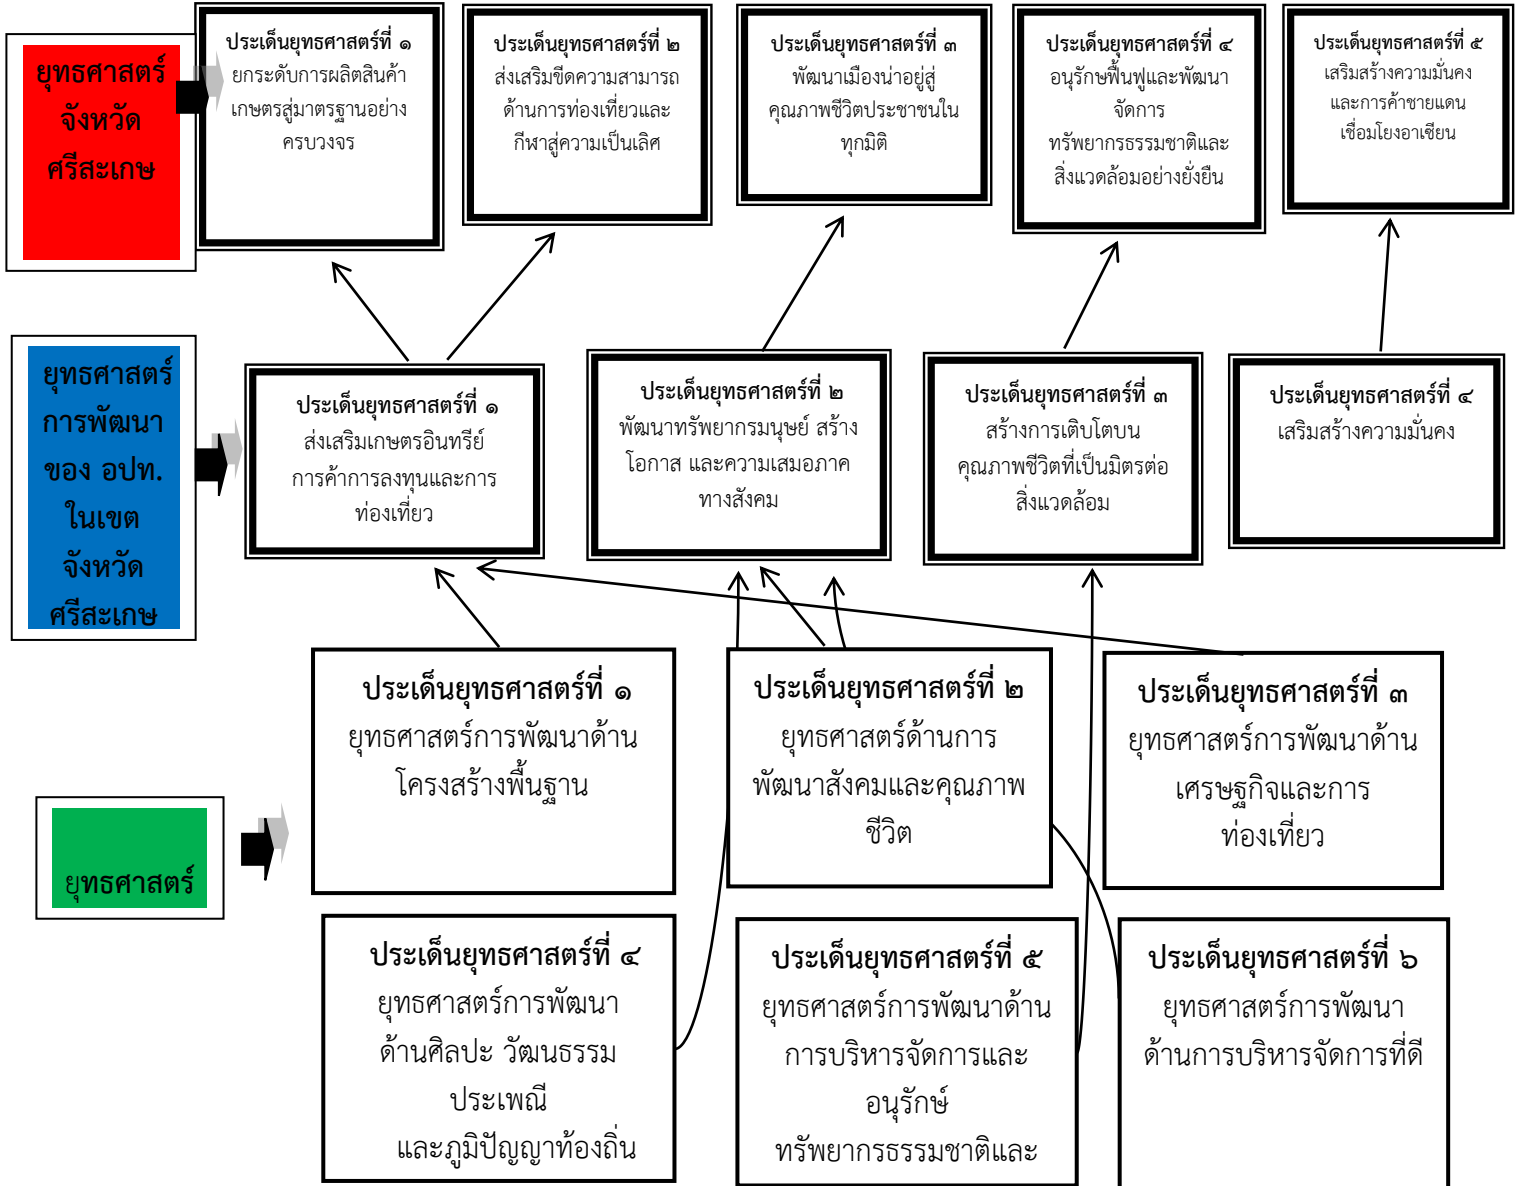 ยุทธศาสตร์
จังหวัด
ศรีสะเกษ
ประเด็นยุทธศาสตร์ที่ ๑
ยกระดับการผลิตสินค้า
เกษตรสู่มาตรฐานอย่าง
ครบวงจร
ประเด็นยุทธศาสตร์ที่ ๒
ส่งเสริมขีดความสามารถ
ด้านการท่องเที่ยวและ
กีฬาสู่ความเป็นเลิศ
ประเด็นยุทธศาสตร์ที่ ๓
พัฒนาเมืองน่าอยู่สู่
คุณภาพชีวิตประชาชนใน
ทุกมิติ
ประเด็นยุทธศาสตร์ที่ ๔
อนุรักษฟื้นฟูและพัฒนา
จัดการ
ทรัพยากรธรรมชาติและ
สิ่งแวดล้อมอย่างยั่งยืน
ประเด็นยุทธศาสตร์ที่ ๕
เสริมสร้างความมั่นคง
และการค้าชายแดน
เชื่อมโยงอาเซียน
ยุทธศาสตร์
การพัฒนา
ของ อปท.
ในเขต
จังหวัด
ศรีสะเกษ
ประเด็นยุทธศาสตร์ที่ ๑
ส่งเสริมเกษตรอินทรีย์
การค้าการลงทุนและการ
ท่องเที่ยว
ประเด็นยุทธศาสตร์ที่ ๒
พัฒนาทรัพยากรมนุษย์ สร้าง
โอกาส และความเสมอภาค
ทางสังคม
ประเด็นยุทธศาสตร์ที่ ๓
สร้างการเติบโตบน
คุณภาพชีวิตที่เป็นมิตรต่อ
สิ่งแวดล้อม
ประเด็นยุทธศาสตร์ที่ ๔
เสริมสร้างความมั่นคง
ยุทธศาสตร์
ประเด็นยุทธศาสตร์ที่ ๑
ยุทธศาสตร์การพัฒนาด้าน
โครงสร้างพื้นฐาน
ประเด็นยุทธศาสตร์ที่ ๒
ยุทธศาสตร์ด้านการ
พัฒนาสังคมและคุณภาพ
ชีวิต
ประเด็นยุทธศาสตร์ที่ ๓
ยุทธศาสตร์การพัฒนาด้าน
เศรษฐกิจและการ
ท่องเที่ยว
ประเด็นยุทธศาสตร์ที่ ๔
ยุทธศาสตร์การพัฒนา
ด้านศิลปะ วัฒนธรรม
ประเพณี
และภูมิปัญญาท้องถิ่น
ประเด็นยุทธศาสตร์ที่ ๕
ยุทธศาสตร์การพัฒนาด้าน
การบริหารจัดการและ
อนุรักษ์
ทรัพยากรธรรมชาติและ
ประเด็นยุทธศาสตร์ที่ ๖
ยุทธศาสตร์การพัฒนา
ด้านการบริหารจัดการที่ดี